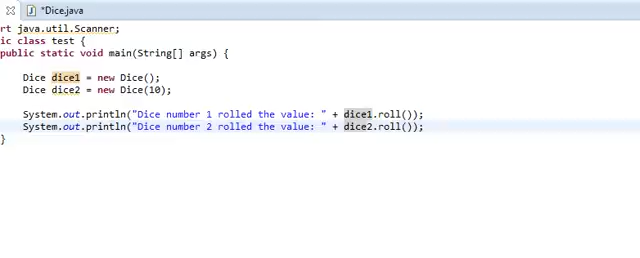 *Dice.java
rt java.util.Scanner;
ic class test {
public static void main(String[] args) {
Dice dice1 = new Dice();
Dice dice2 = new Dice(10);
System.out.println("Dice number 1 rolled the value: " + dice1.roll());
System.out.println("Dice number 2 rolled the value: " + dice2.roll());
}